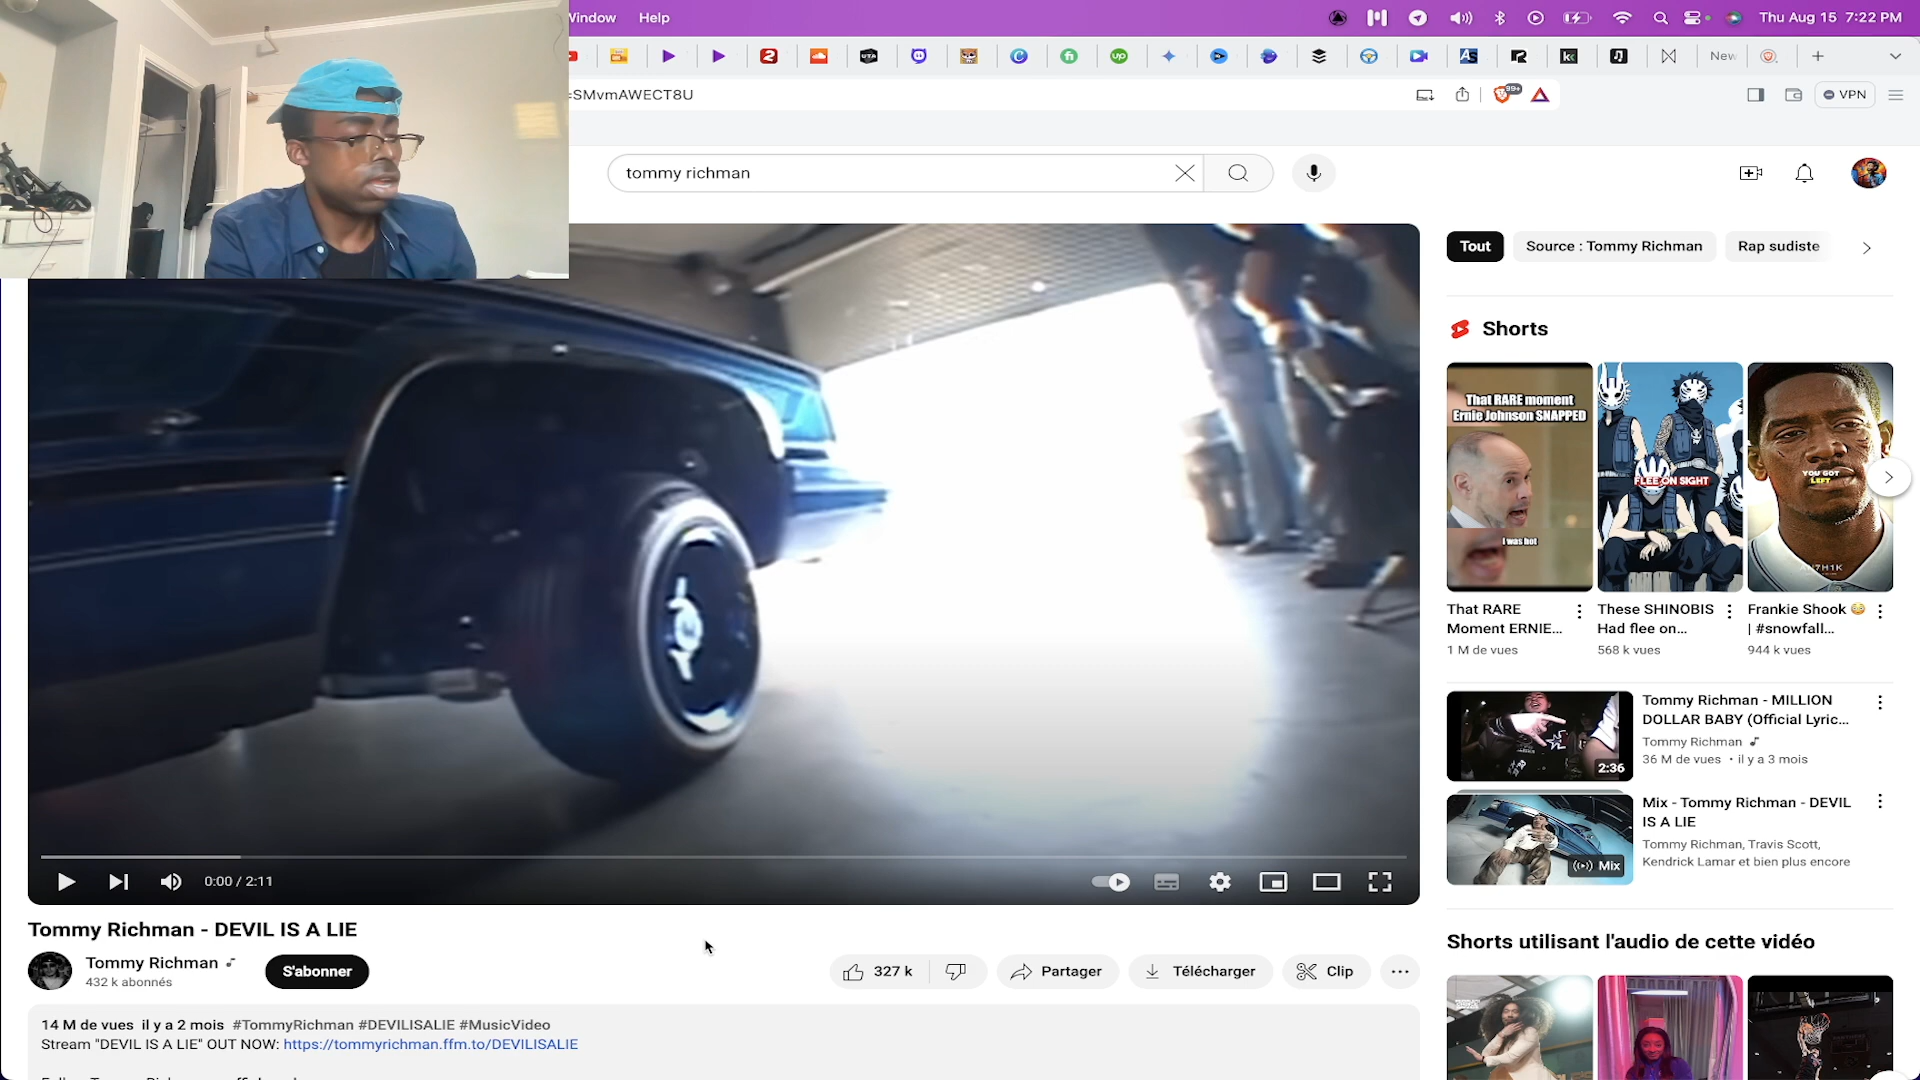 Window Help
Thu Aug 15 7:22 PM
New
=SMvmAWECT8U
99+
VPN
tommy richman
Tout
Source : Tommy Richman
Rap sudiste
Shorts
That RARE moment
Ernie Johnson SNAPPED
I was hot
FLEE ON SIGHT
YOU GOT
LEFT
That RARE
Moment ERNIE...
1 M de vues
These SHINOBIS
Had flee on...
568 k vues
Frankie Shook
| #snowfall...
944 k vues
Tommy Richman - MILLION
DOLLAR BABY (Official Lyric...
Tommy Richman
36 M de vues • il y a 3 mois
2:36
Mix - Tommy Richman - DEVIL
IS A LIE
Tommy Richman, Travis Scott,
Kendrick Lamar et bien plus encore
Mix
Shorts utilisant l'audio de cette vidéo
0:00 / 2:11
Tommy Richman - DEVIL IS A LIE
Tommy Richman
432 k abonnés
S'abonner
327 k
Partager
Télécharger
Clip
14 M de vues il y a 2 mois #TommyRichman #DEVILISALIE #MusicVideo
Stream "DEVIL IS A LIE" OUT NOW: https://tommyrichman.ffm.to/DEVILISALIE